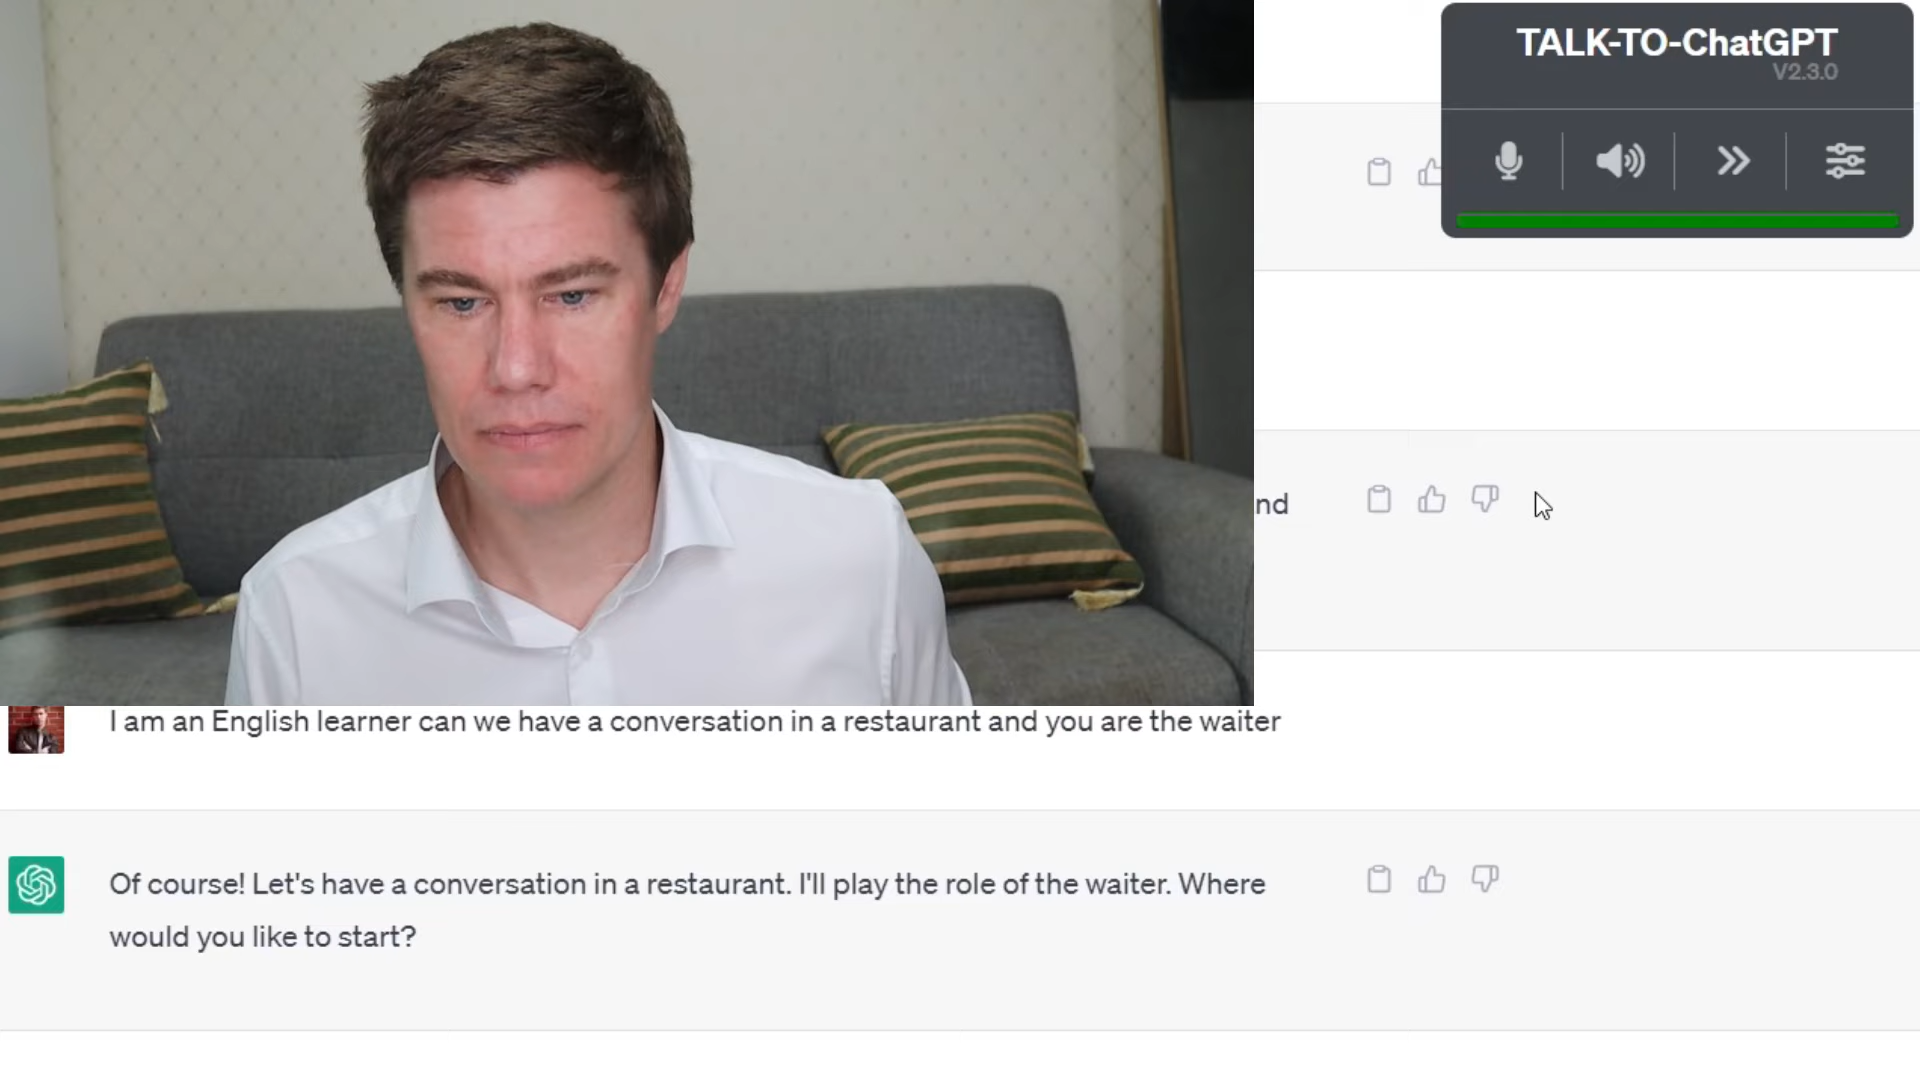 TALK-TO-ChatGPT
V2.3.0
nd
I am an English learner can we have a conversation in a restaurant and you are the waiter
Of course! Let's have a conversation in a restaurant. I'll play the role of the waiter. Where
would you like to start?